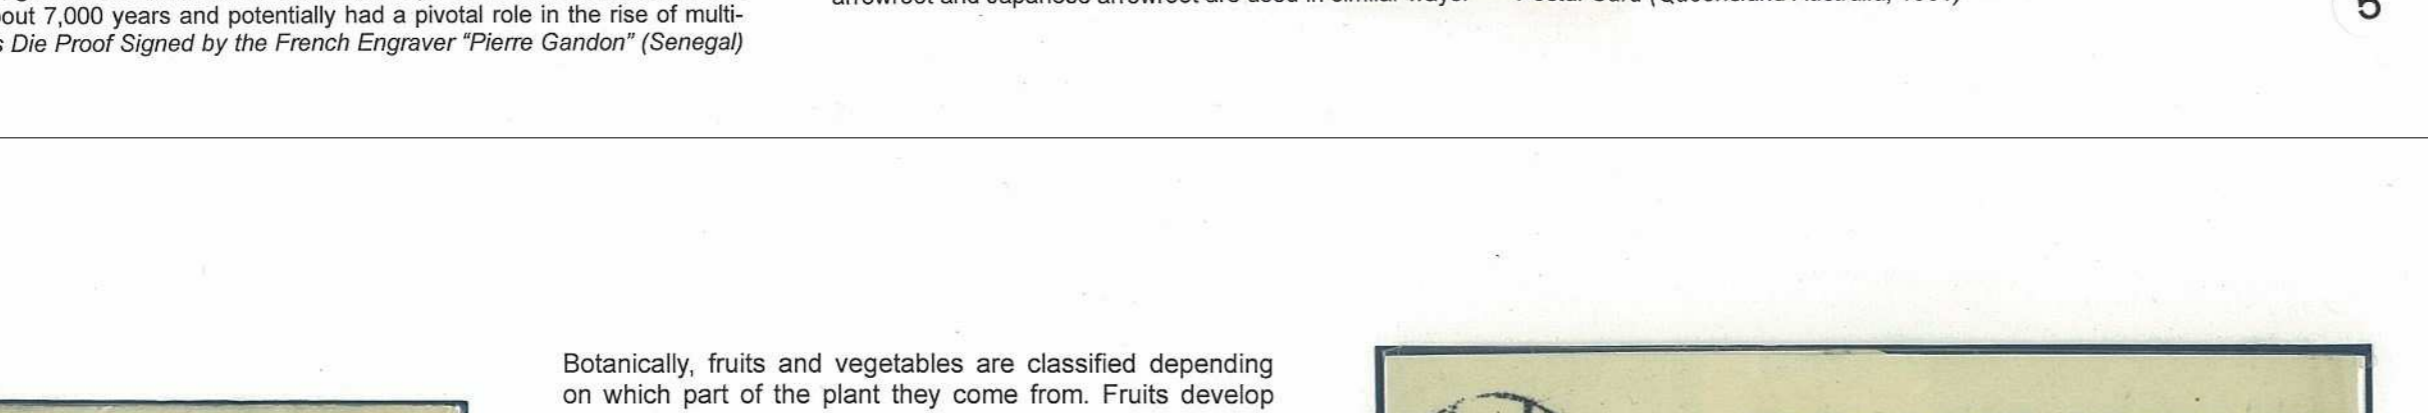 out 7,000 years and potentially had a pivotal role in the rise of multi-
s Die Proof Signed by the French Engraver “Pierre Gandon” (Senegal)
5
Botanically, fruits and vegetables are classified depending
on which part of the plant they come from. Fruits develop